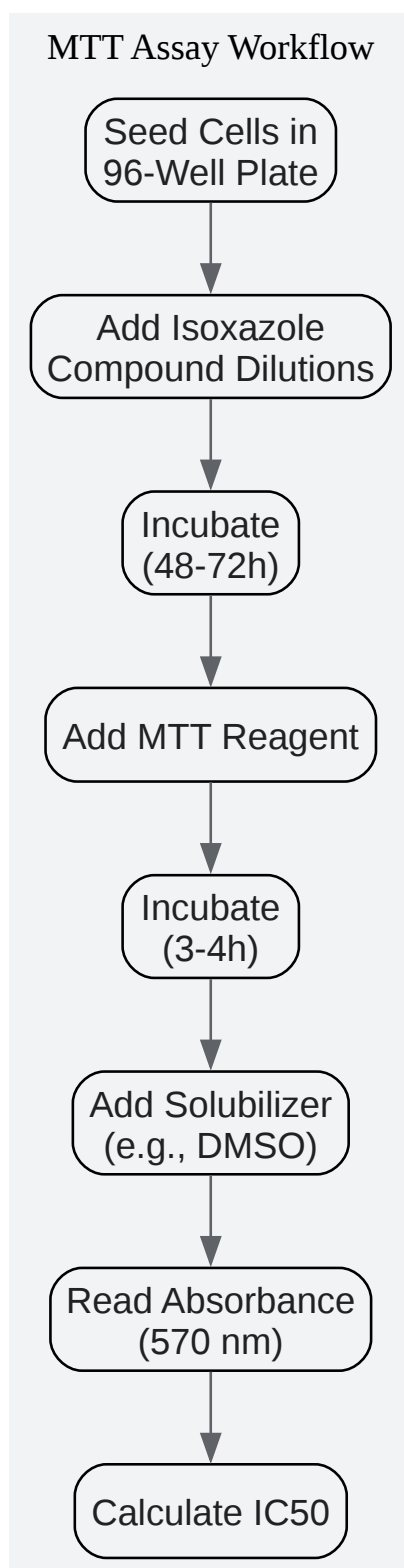 MTT Assay Workflow
Seed Cells in
96-Well Plate
Add Isoxazole
Compound Dilutions
Incubate
(48-72h)
Add MTT Reagent
Incubate
(3-4h)
Add Solubilizer
(e.g., DMSO)
Read Absorbance
(570 nm)
Calculate IC50